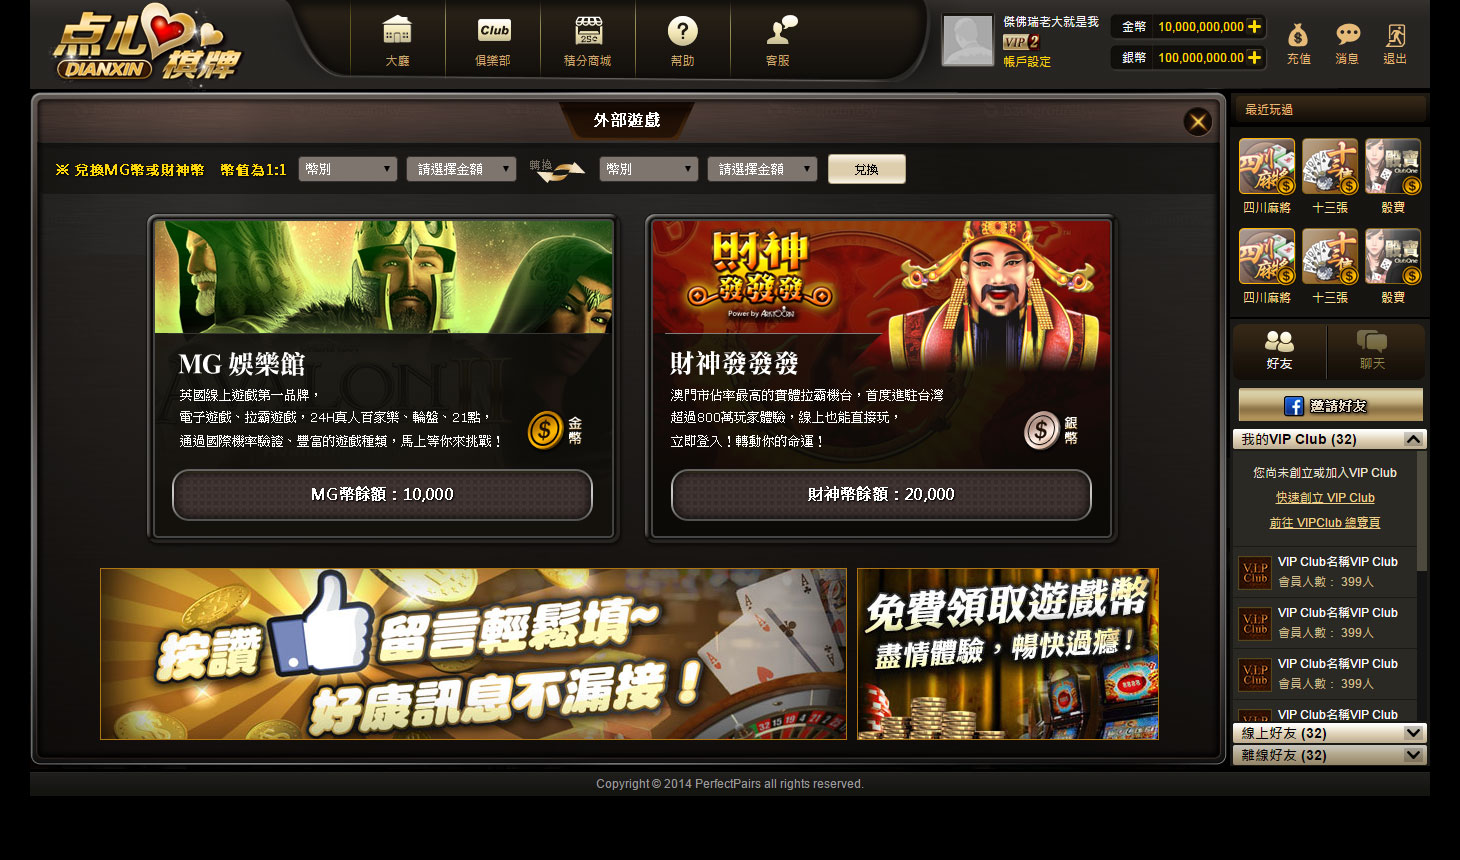 点心
棋牌
DIANXIN
大廳
Club
俱樂部
25¢
積分商城
?
幫助
客服
傑佛瑞老大就是我
VIP 2
帳戶設定
金幣 10,000,000,000
銀幣 100,000,000.00
充值
消息
退出
外部遊戲
※ 兌換MG幣或財神幣 幣值為1:1
幣別
請選擇金額
轉換
幣別
請選擇金額
兌換
財神
發發發
Power by ARISTOCRAT
MG 娛樂館
英國線上遊戲第一品牌，
電子遊戲、拉霸遊戲，24H真人百家樂、輪盤、21點，
通過國際機率驗證、豐富的遊戲種類，馬上等你來挑戰！
金幣
MG幣餘額：10,000
財神發發發
澳門市佔率最高的實體拉霸機台，首度進駐台灣
超過800萬玩家體驗，線上也能直接玩，
立即登入！轉動你的命運！
銀幣
財神幣餘額：20,000
按讚
留言輕鬆填~
好康訊息不漏接！
免費領取遊戲幣
盡情體驗，暢快過癮！
最近玩過
四川麻將
十三張
骰寶
四川麻將
十三張
骰寶
好友
聊天
邀請好友
我的VIP Club (32)
您尚未創立或加入VIP Club
快速創立 VIP Club
前往 VIPClub 總覽頁
V.I.P Club
VIP Club名稱VIP Club
會員人數： 399人
V.I.P Club
VIP Club名稱VIP Club
會員人數： 399人
V.I.P Club
VIP Club名稱VIP Club
會員人數： 399人
VIP Club名稱VIP Club
線上好友 (32)
離線好友 (32)
Copyright © 2014 PerfectPairs all rights reserved.